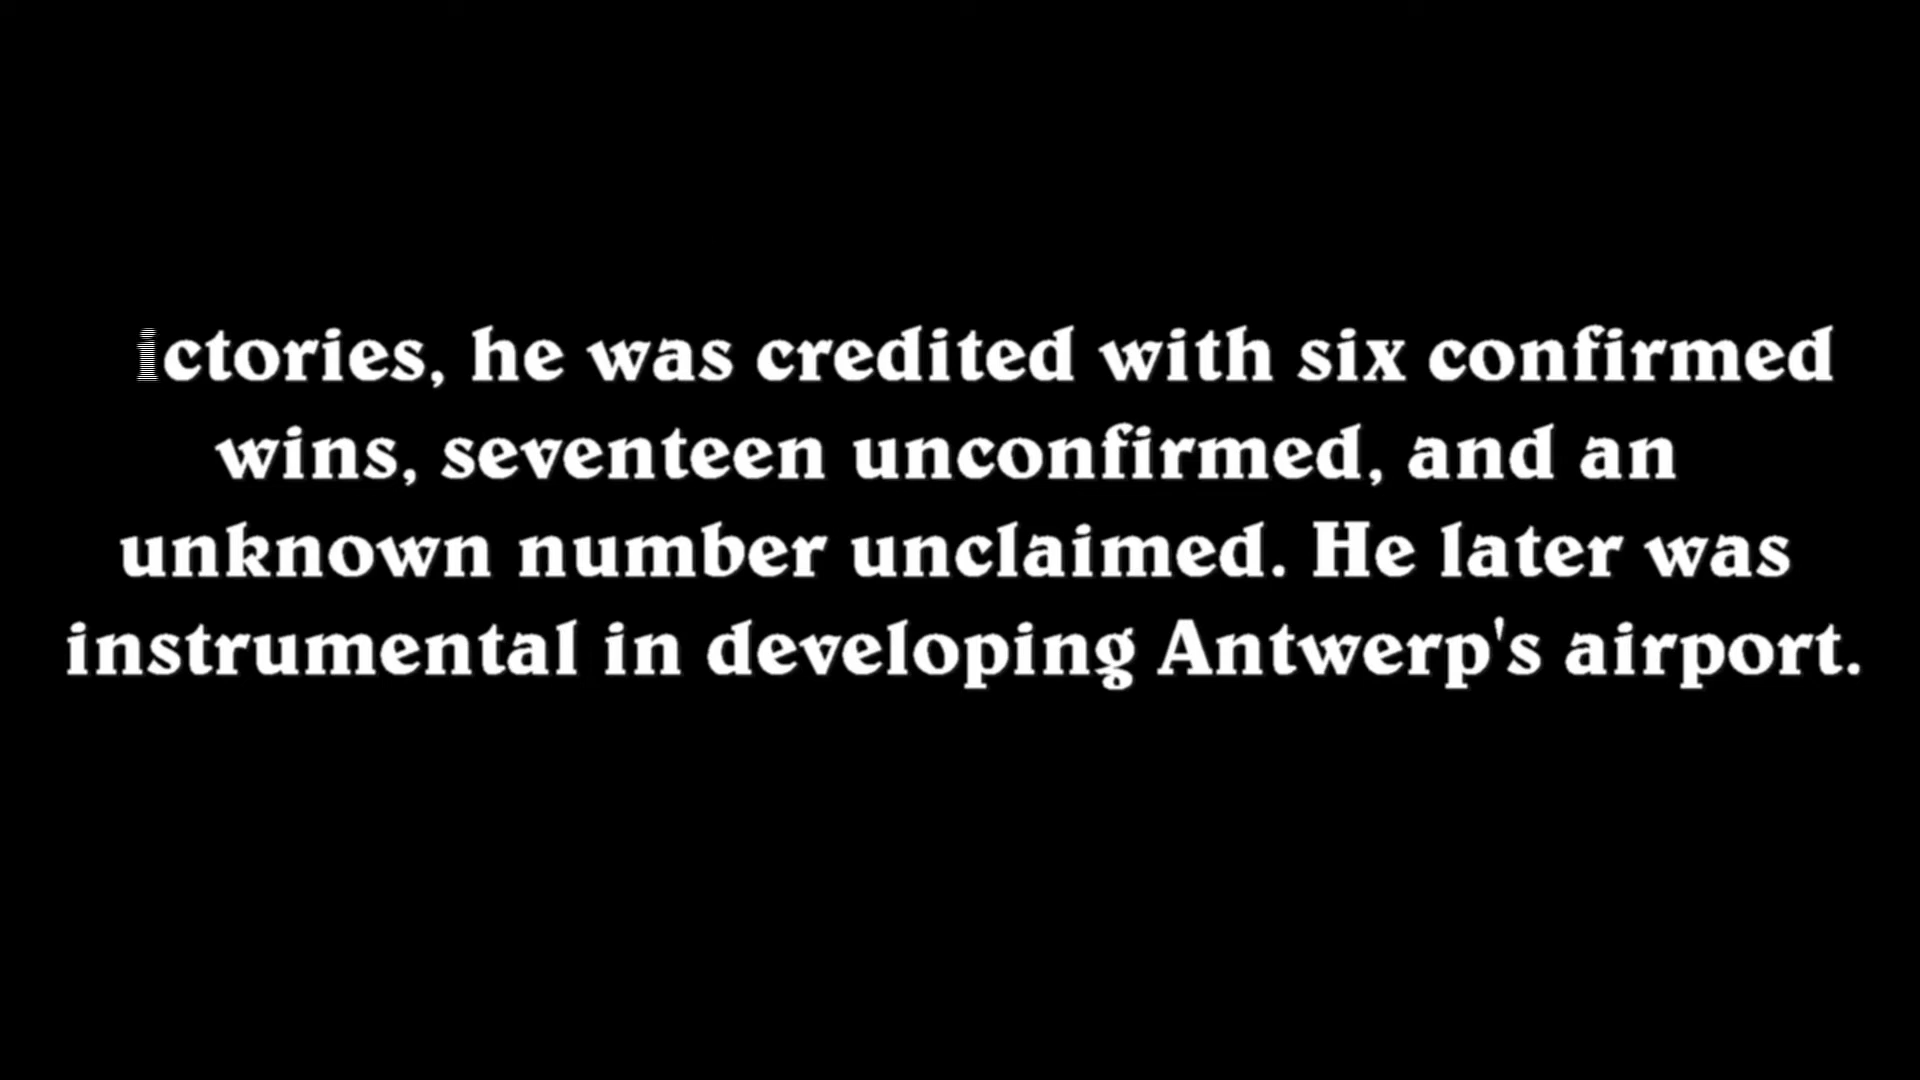 ictories, he was credited with six confirmed
wins, seventeen unconfirmed, and an
unknown number unclaimed. He later was
instrumental in developing Antwerp's airport.